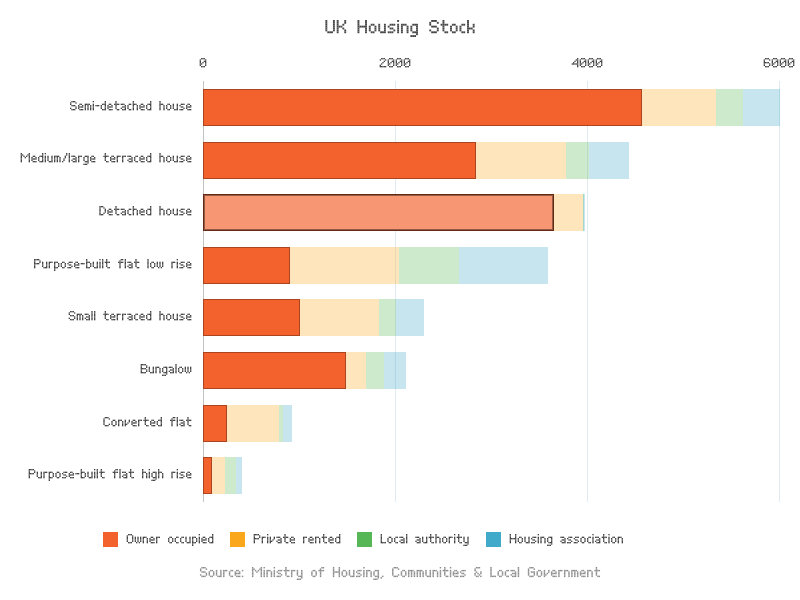 UK Housing Stock
0 2000 4000 6000
Semi-detached house
Medium/large terraced house
Detached house
Purpose-built flat low rise
Small terraced house
Bungalow
Converted flat
Purpose-built flat high rise
Owner occupied Private rented Local authority Housing association
Source: Ministry of Housing, Communities & Local Government